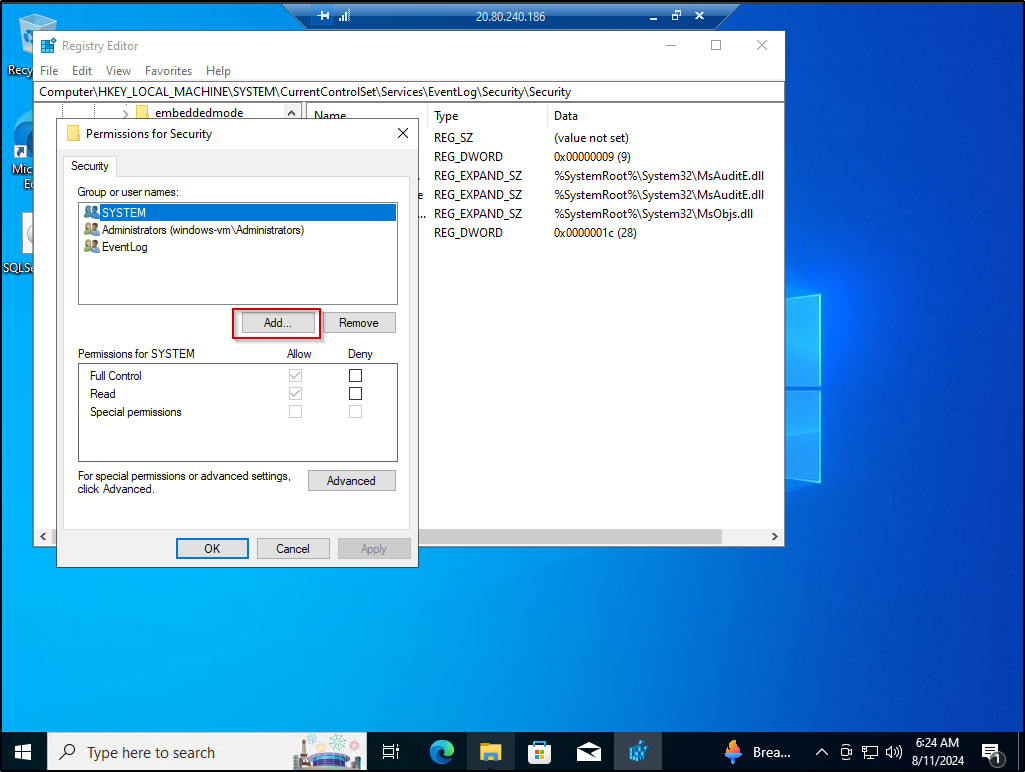 20.80.240.186
Recy
Registry Editor
File Edit View Favorites Help
Computer\HKEY_LOCAL_MACHINE\SYSTEM\CurrentControlSet\Services\EventLog\Security\Security
embeddedmode
Name Type Data
REG_SZ (value not set)
REG_DWORD 0x00000009 (9)
REG_EXPAND_SZ %SystemRoot%\System32\MsAuditE.dll
e REG_EXPAND_SZ %SystemRoot%\System32\MsAuditE.dll
... REG_EXPAND_SZ %SystemRoot%\System32\MsObjs.dll
REG_DWORD 0x0000001c (28)
Mic
Ed
SQLSe
Permissions for Security
Security
Group or user names:
SYSTEM
Administrators (windows-vm\Administrators)
EventLog
Add... Remove
Permissions for SYSTEM Allow Deny
Full Control
Read
Special permissions
For special permissions or advanced settings,
click Advanced.
Advanced
OK Cancel Apply
Type here to search
Brea...
6:24 AM
8/11/2024
1